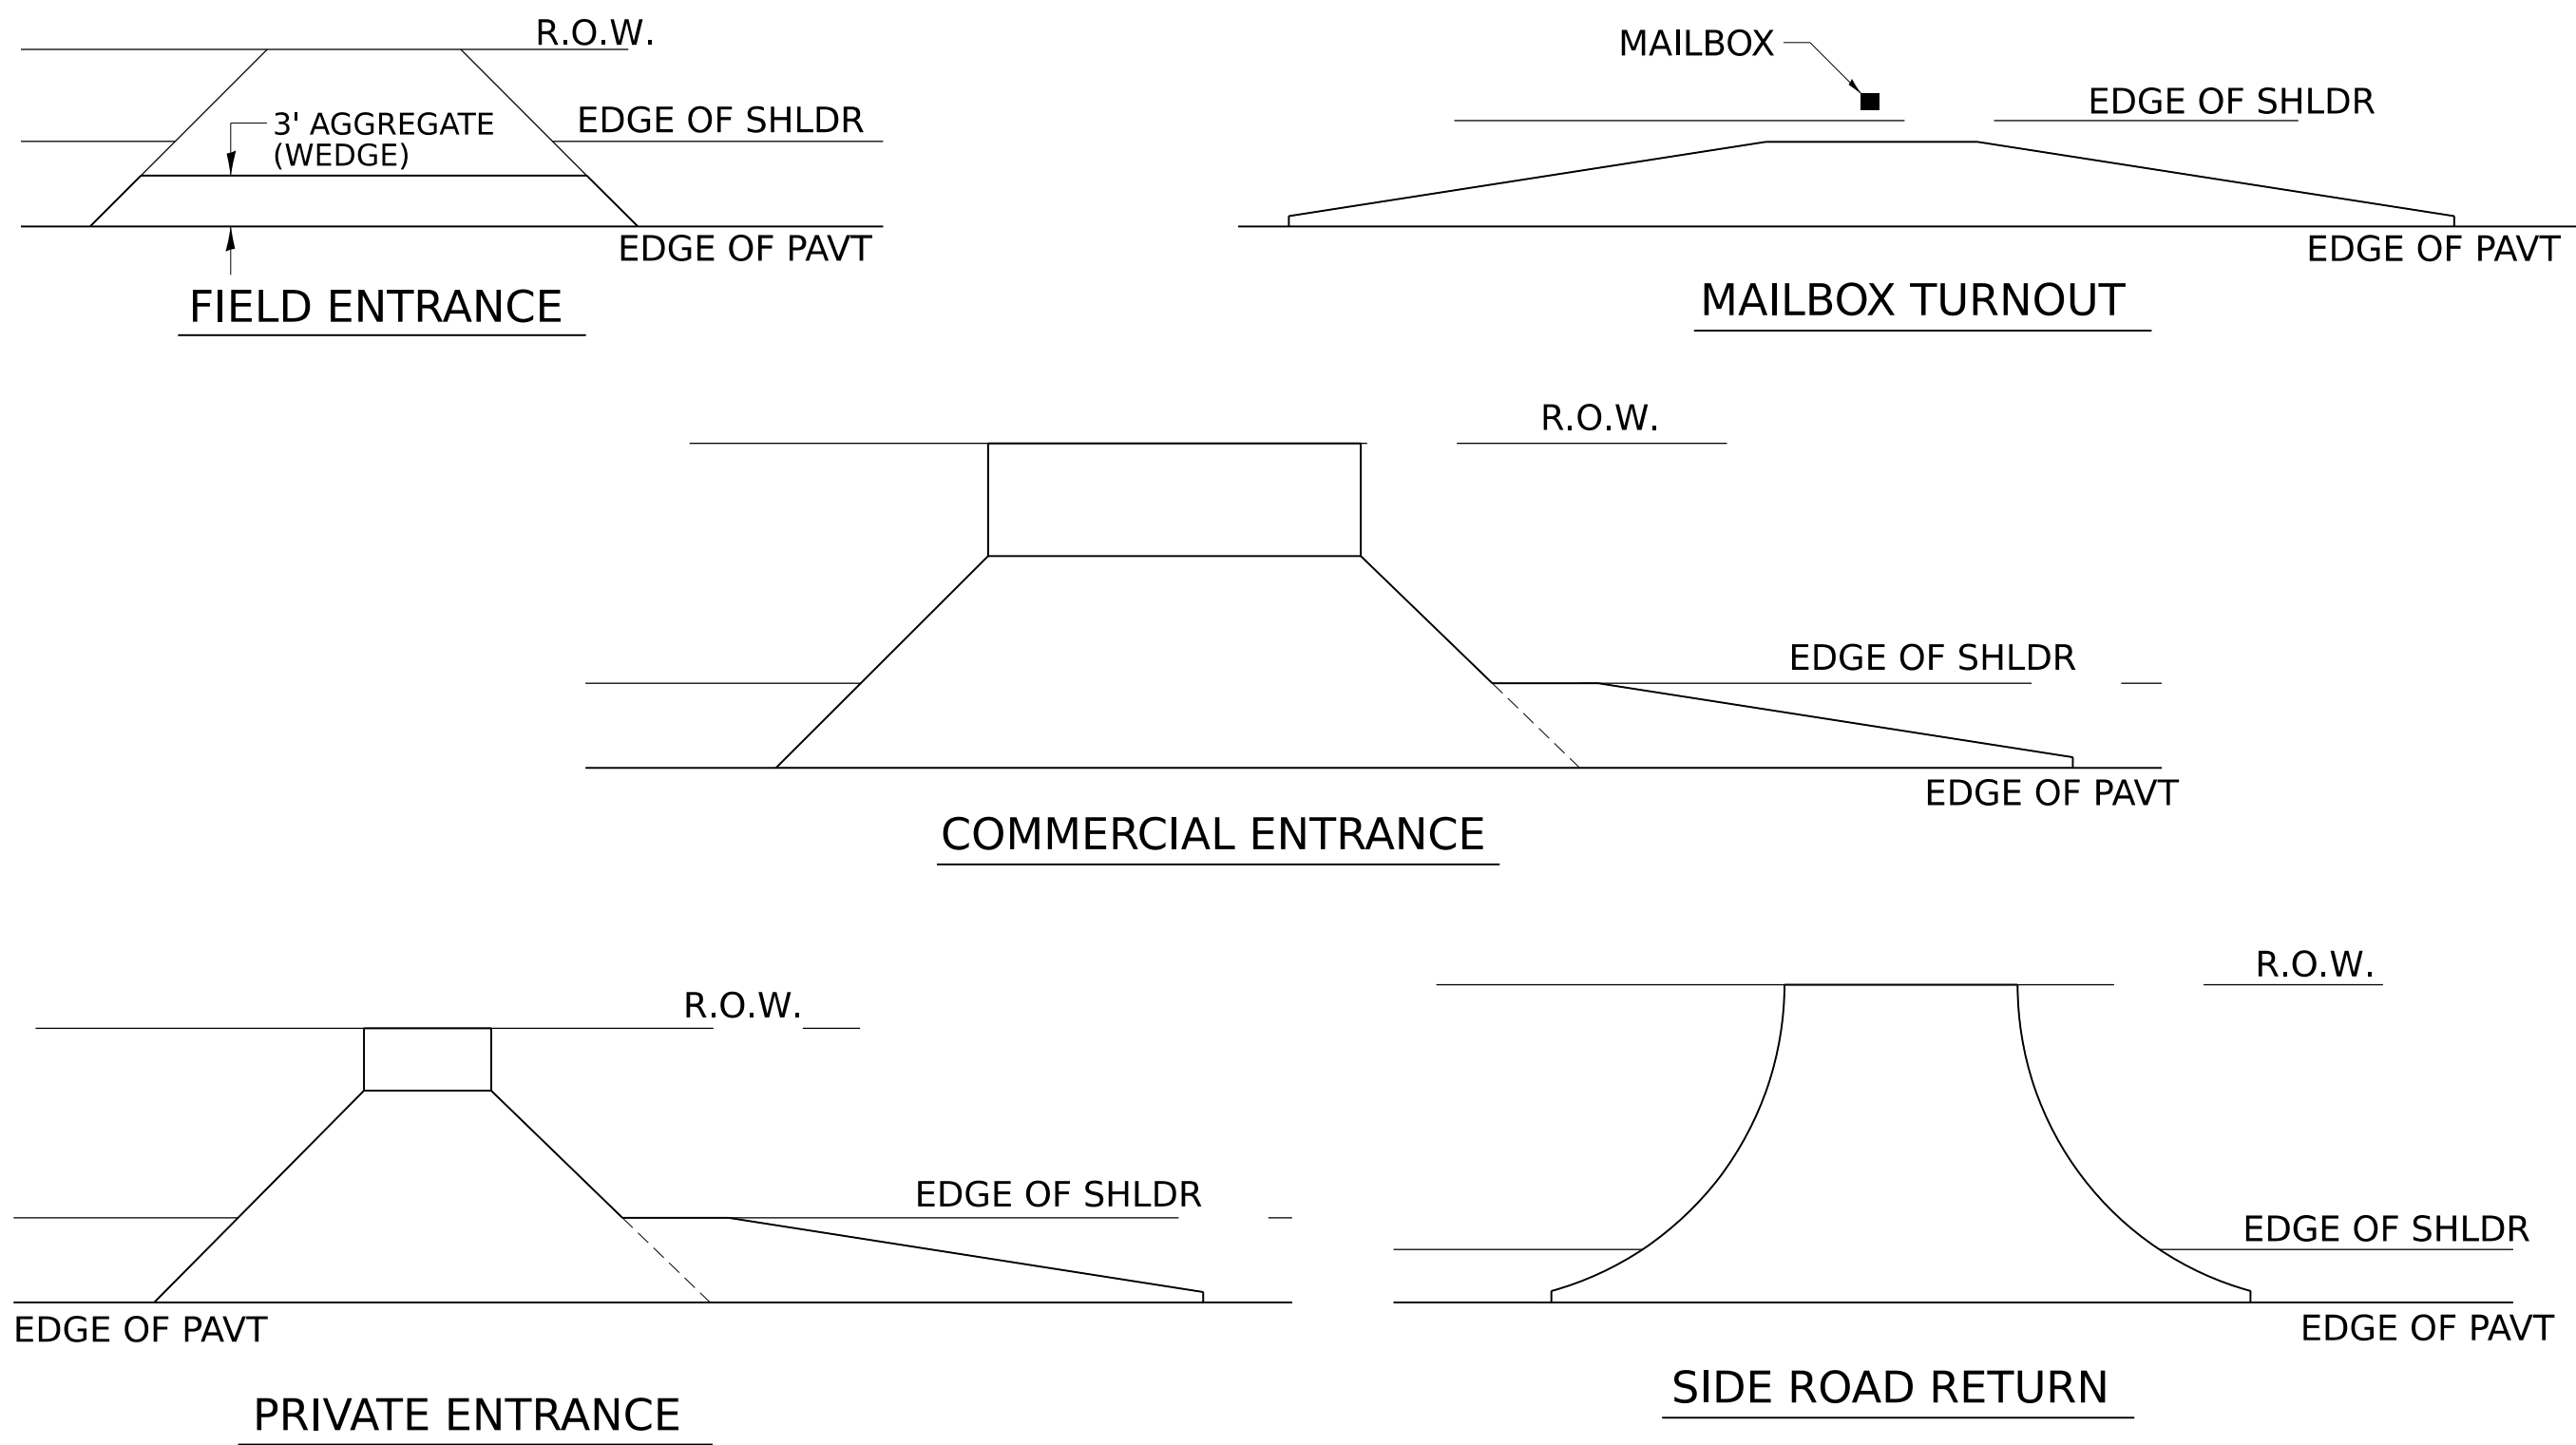 R.O.W.
3' AGGREGATE
(WEDGE)
EDGE OF SHLDR
EDGE OF PAVT
FIELD ENTRANCE
MAILBOX
EDGE OF SHLDR
EDGE OF PAVT
MAILBOX TURNOUT
R.O.W.
EDGE OF SHLDR
EDGE OF PAVT
COMMERCIAL ENTRANCE
R.O.W.
EDGE OF SHLDR
EDGE OF PAVT
PRIVATE ENTRANCE
R.O.W.
EDGE OF SHLDR
EDGE OF PAVT
SIDE ROAD RETURN